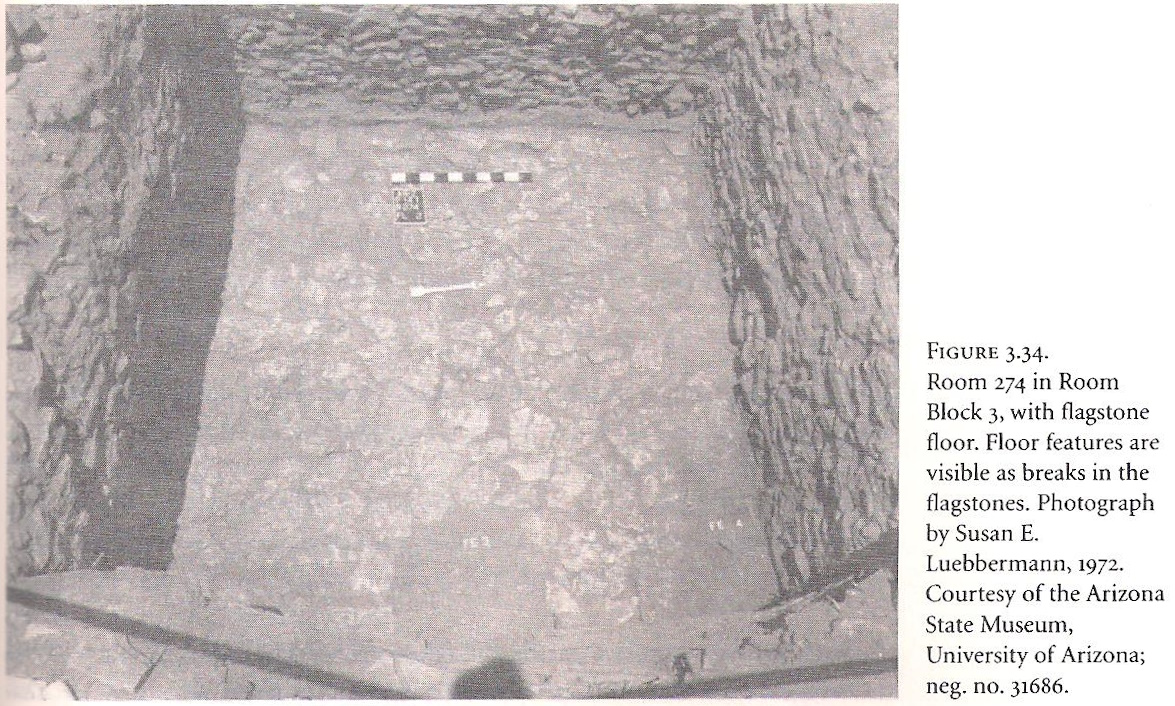 FE 3
FE 4
FIGURE 3.34.
Room 274 in Room
Block 3, with flagstone
floor. Floor features are
visible as breaks in the
flagstones. Photograph
by Susan E.
Luebbermann, 1972.
Courtesy of the Arizona
State Museum,
University of Arizona;
neg. no. 31686.